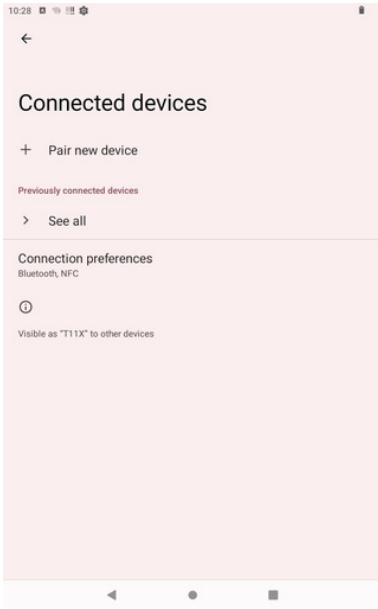 10:28
Connected devices
Pair new device
Previously connected devices
See all
Connection preferences
Bluetooth, NFC
Visible as "T11X" to other devices